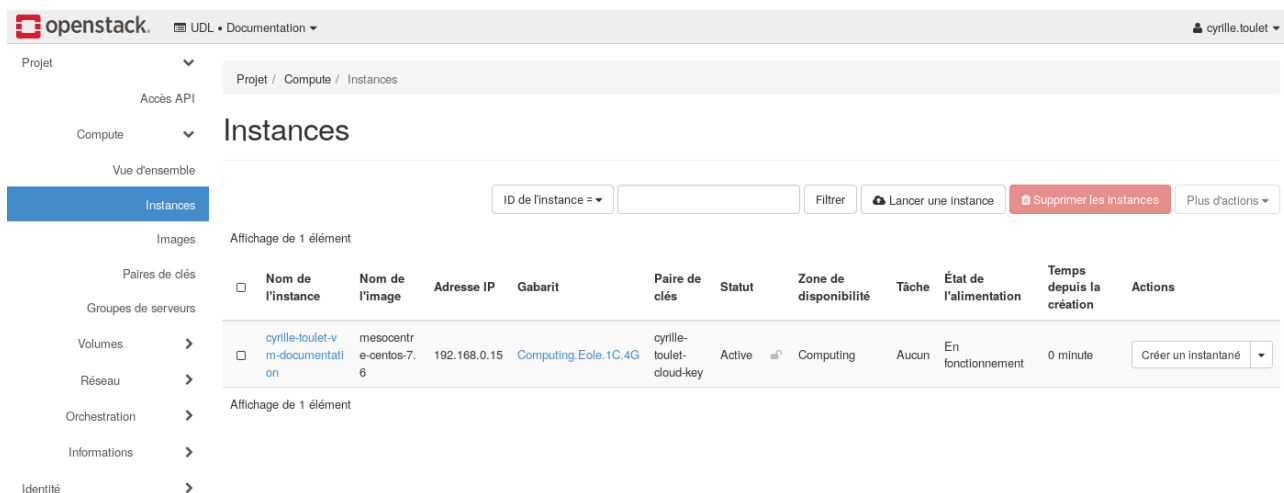 openstack. UDL • Documentation cyrille.toulet
Projet
Accès API
Compute
Vue d'ensemble
Instances
Images
Paires de clés
Groupes de serveurs
Volumes
Réseau
Orchestration
Informations
Identité
Projet / Compute / Instances
Instances
ID de l'instance = Filtrer Lancer une instance Supprimer les instances Plus d'actions
Affichage de 1 élément
Nom de l'instance Nom de l'image Adresse IP Gabarit Paire de clés Statut Zone de disponibilité Tâche État de l'alimentation Temps depuis la création Actions
cyrille-toulet-v mesocentr cyrille-
m-documentati e-centos-7. 192.168.0.15 Computing.Eole.1C.4G toulet- Active Computing Aucun En fonctionnement 0 minute Créer un instantané
on 6 cloud-key
Affichage de 1 élément